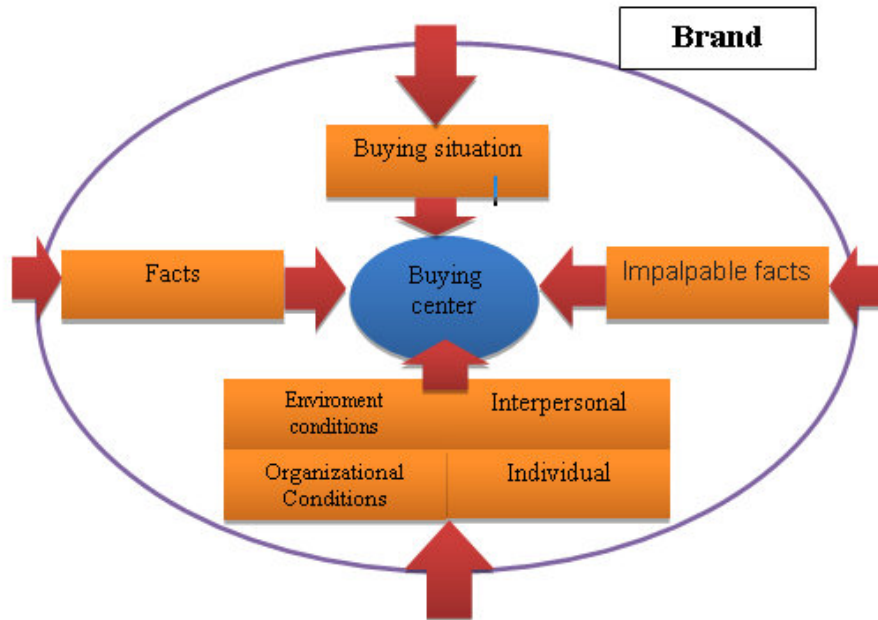 Brand
Buying situation
Facts
Buying
center
Impalpable facts
Enviroment
conditions
Interpersonal
Organizational
Conditions
Individual